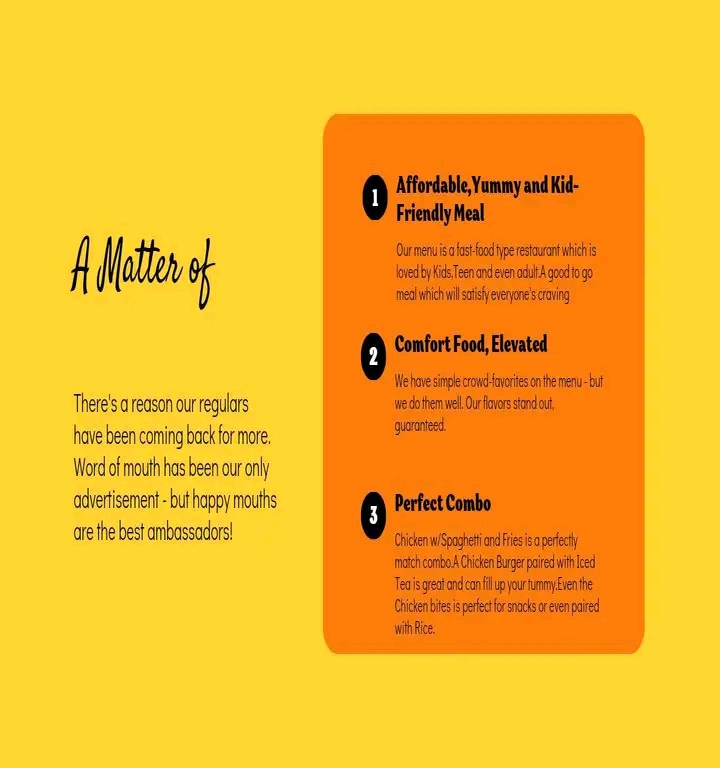 A Matter of
There's a reason our regulars
have been coming back for more.
Word of mouth has been our only
advertisement - but happy mouths
are the best ambassadors!
1
Affordable,Yummy and Kid-
Friendly Meal
Our menu is a fast-food type restaurant which is
loved by Kids,Teen and even adult.A good to go
meal which will satisfy everyone's craving
2
Comfort Food, Elevated
We have simple crowd-favorites on the menu - but
we do them well. Our flavors stand out,
guaranteed.
3
Perfect Combo
Chicken w/Spaghetti and Fries is a perfectly
match combo.A Chicken Burger paired with Iced
Tea is great and can fill up your tummy.Even the
Chicken bites is perfect for snacks or even paired
with Rice.